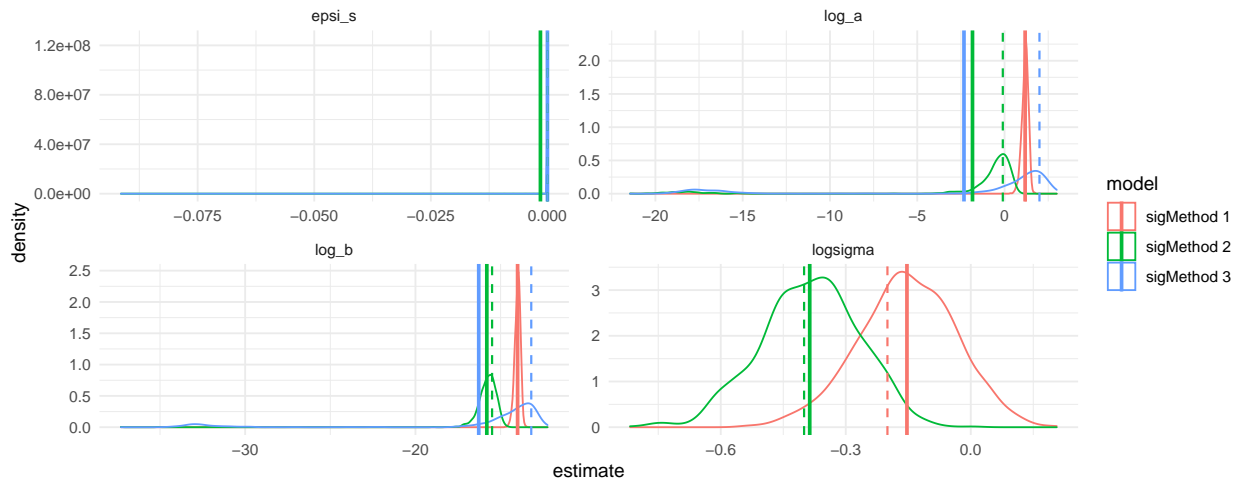 epsi_s
log_a
1.2e+08
8.0e+07
4.0e+07
0.0e+00
−0.075
−0.050
−0.025
0.000
2.0
1.5
1.0
0.5
0.0
−20
−15
−10
−5
0
density
log_b
logsigma
2.5
2.0
1.5
1.0
0.5
0.0
−30
−20
3
2
1
0
−0.6
−0.3
0.0
estimate
model
sigMethod 1
sigMethod 2
sigMethod 3